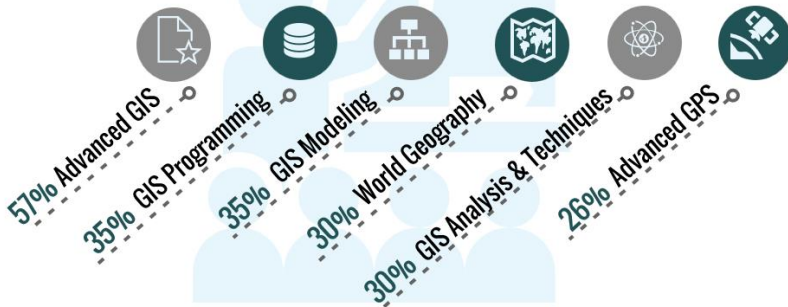 57% Advanced GIS
35% GIS Programming
35% GIS Modeling
30% World Geography
30% GIS Analysis & Techniques
26% Advanced GPS